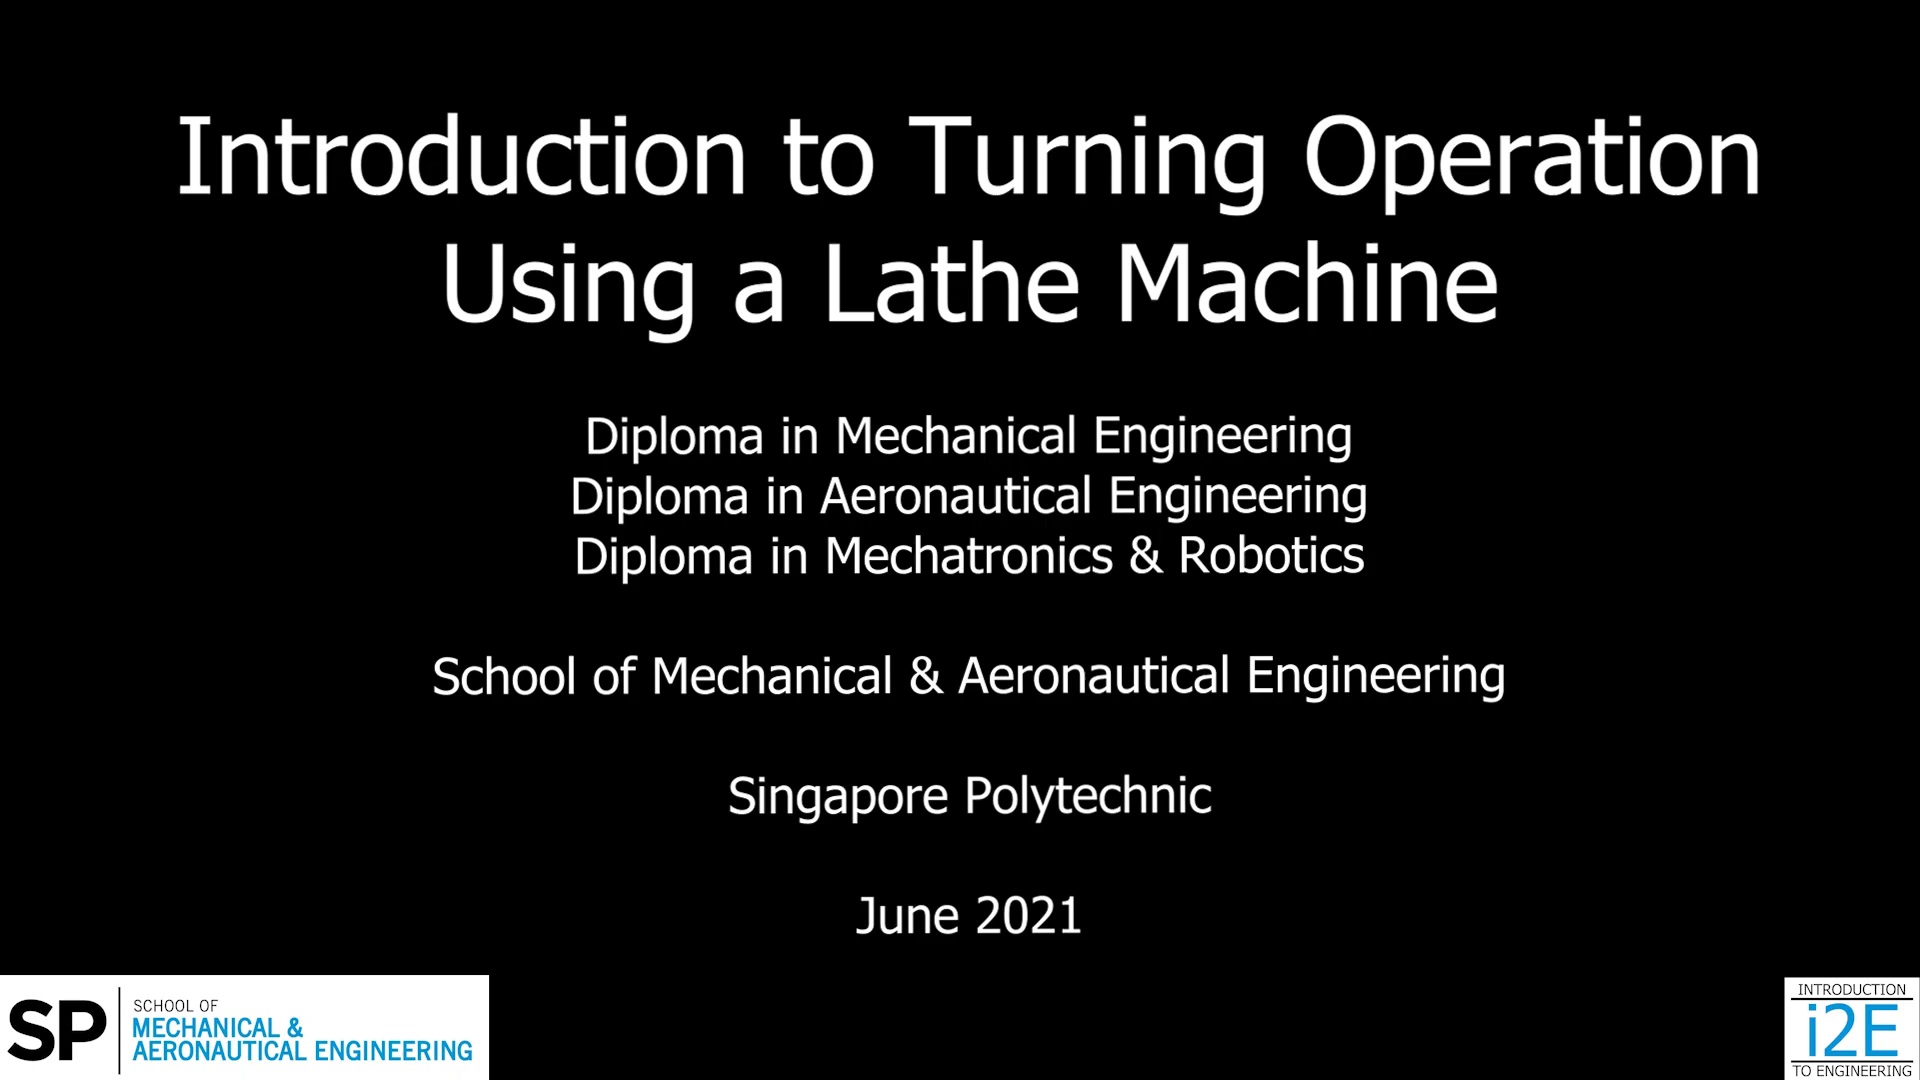 Introduction to Turning Operation
Using a Lathe Machine
Diploma in Mechanical Engineering
Diploma in Aeronautical Engineering
Diploma in Mechatronics & Robotics
School of Mechanical & Aeronautical Engineering
Singapore Polytechnic
June 2021
SP
SCHOOL OF
MECHANICAL &
AERONAUTICAL ENGINEERING
INTRODUCTION
i2E
TO ENGINEERING